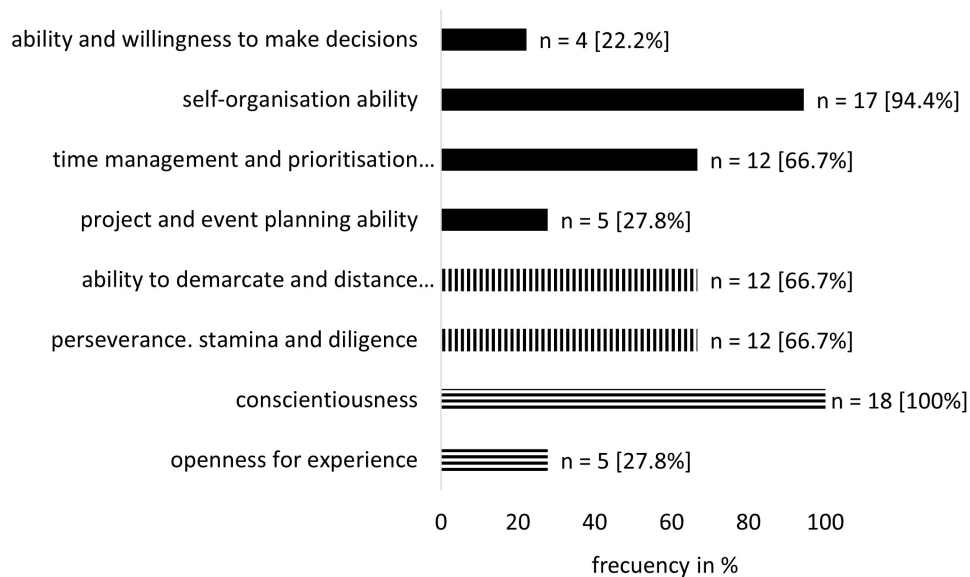 ability and willingness to make decisions n = 4 [22.2%]
self-organisation ability n = 17 [94.4%]
time management and prioritisation... n = 12 [66.7%]
project and event planning ability n = 5 [27.8%]
ability to demarcate and distance... n = 12 [66.7%]
perseverance. stamina and diligence n = 12 [66.7%]
conscientiousness n = 18 [100%]
openness for experience n = 5 [27.8%]
0 20 40 60 80 100
frecuency in %